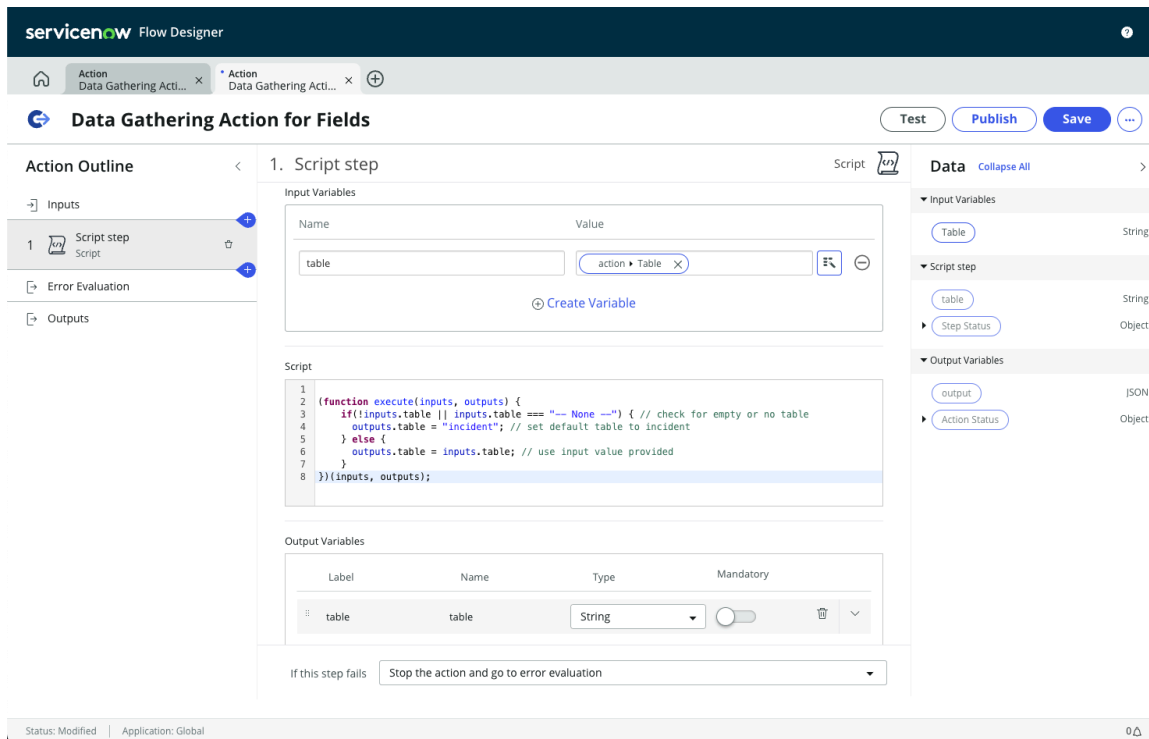 servicenow Flow Designer
Action
Data Gathering Acti...
Action
Data Gathering Acti...
Data Gathering Action for Fields
Test
Publish
Save
Action Outline
Inputs
1 Script step
Script
Error Evaluation
Outputs
1. Script step
Script
Input Variables
Name Value
table action ▸ Table
Create Variable
Script
1
2 (function execute(inputs, outputs) {
3 if(!inputs.table || inputs.table === "-- None --") { // check for empty or no table
4 outputs.table = "incident"; // set default table to incident
5 } else {
6 outputs.table = inputs.table; // use input value provided
7 }
8 })(inputs, outputs);
Output Variables
Label Name Type Mandatory
table table String
If this step fails Stop the action and go to error evaluation
Data Collapse All
Input Variables
Table String
Script step
table String
Step Status Object
Output Variables
output JSON
Action Status Object
Status: Modified Application: Global
0